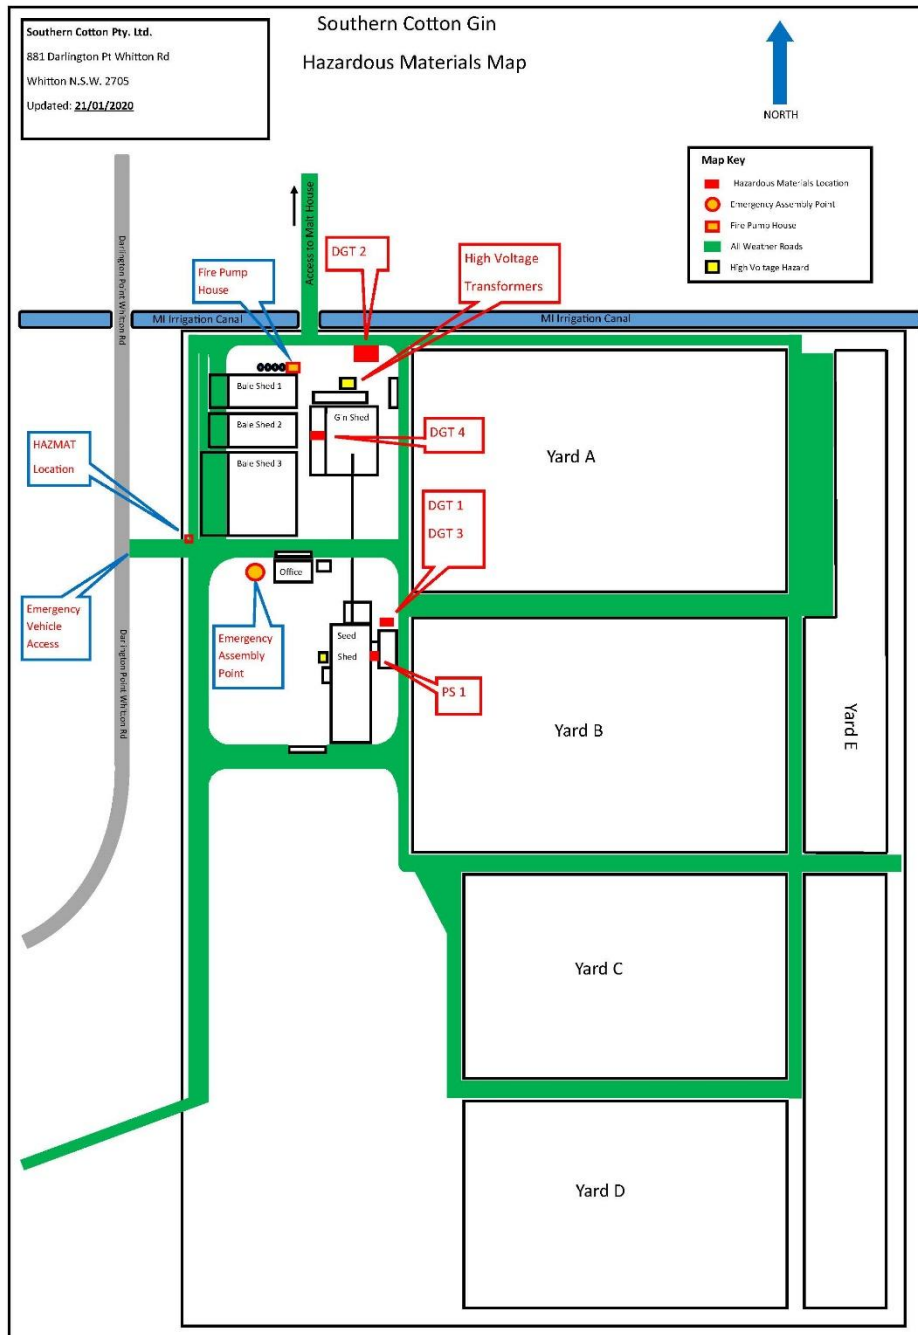 Southern Cotton Pty. Ltd.
881 Darlington Pt Whitton Rd
Whitton N.S.W. 2705
Updated: 21/01/2020
Southern Cotton Gin
Hazardous Materials Map
NORTH
Map Key
Hazardous Materials Location
Emergency Assembly Point
Fire Pump House
All Weather Roads
High Voltage Hazard
Darlington Point Whitton Rd
Access to Malt House
DGT 2
High Voltage
Transformers
Fire Pump
House
MI Irrigation Canal
MI Irrigation Canal
Bale Shed 1
Bale Shed 2
Bale Shed 3
Gin Shed
DGT 4
Yard A
HAZMAT
Location
DGT 1
DGT 3
Office
Emergency
Vehicle
Access
Emergency
Assembly
Point
Seed
Shed
PS 1
Darlington Point Whitton Rd
Yard B
Yard E
Yard C
Yard D